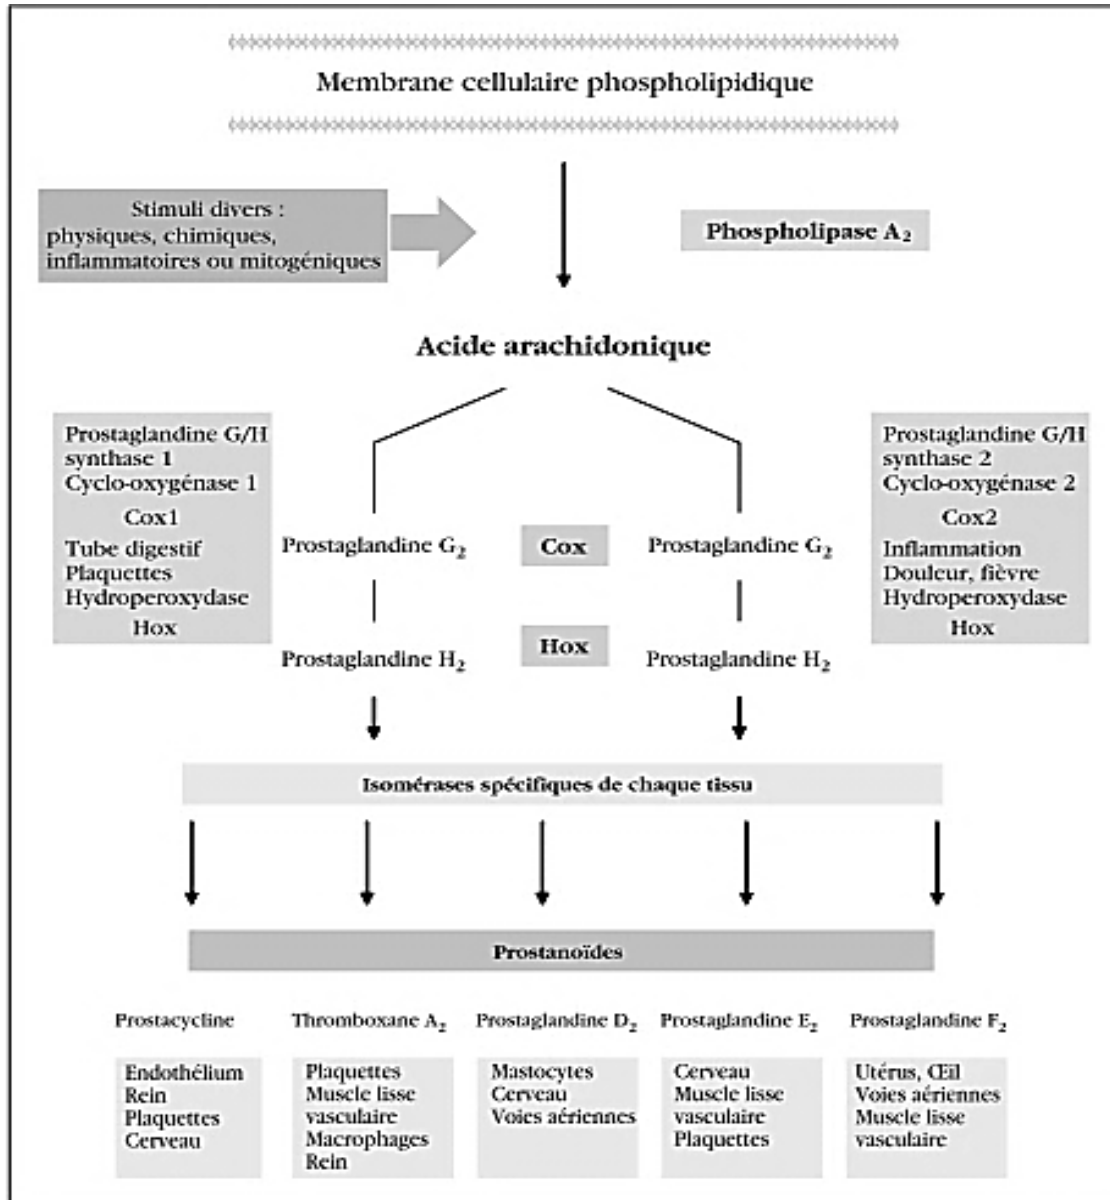 Membrane cellulaire phospholipidique
Stimuli divers :
physiques, chimiques,
inflammatoires ou mitogéniques
Phospholipase A₂
Acide arachidonique
Prostaglandine G/H
synthase 1
Cyclo-oxygénase 1
Cox1
Tube digestif
Plaquettes
Hydroperoxydase
Hox
Prostaglandine G₂
Cox
Prostaglandine G₂
Prostaglandine H₂
Hox
Prostaglandine H₂
Prostaglandine G/H
synthase 2
Cyclo-oxygénase 2
Cox2
Inflammation
Douleur, fièvre
Hydroperoxydase
Hox
Isomérases spécifiques de chaque tissu
Prostanoïdes
Prostacycline
Endothélium
Rein
Plaquettes
Cerveau
Thromboxane A₂
Plaquettes
Muscle lisse
vasculaire
Macrophages
Rein
Prostaglandine D₂
Mastocytes
Cerveau
Voies aériennes
Prostaglandine E₂
Cerveau
Muscle lisse
vasculaire
Plaquettes
Prostaglandine F₂
Utérus, Œil
Voies aériennes
Muscle lisse
vasculaire